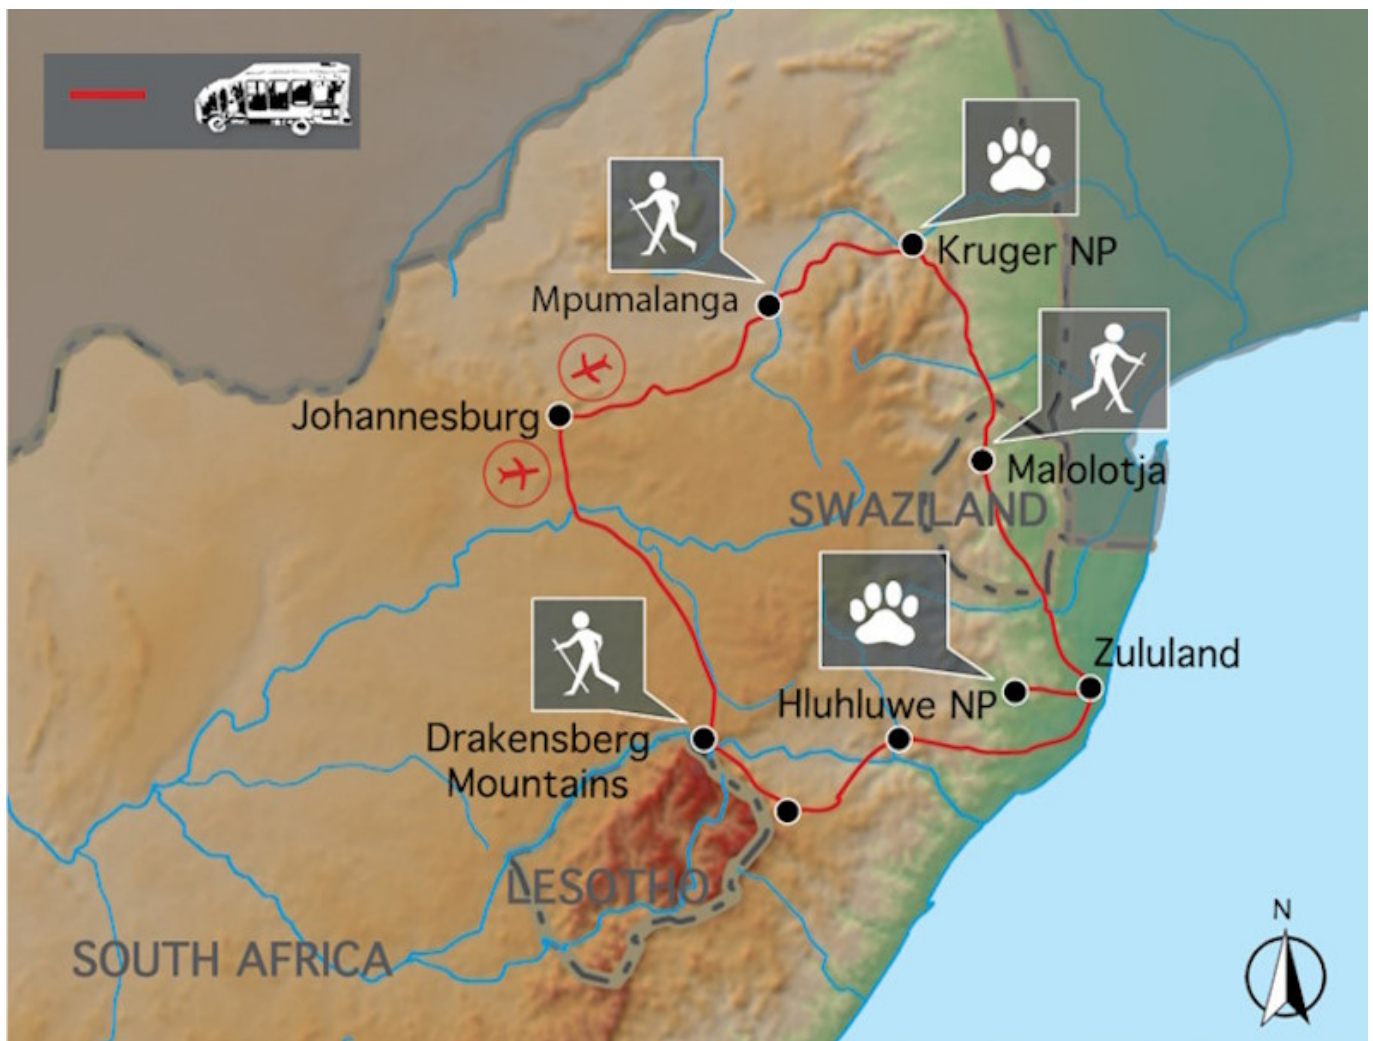 Kruger NP
Mpumalanga
Johannesburg
Malolotja
SWAZILAND
Zululand
Hluhluwe NP
Drakensberg
Mountains
LESOTHO
SOUTH AFRICA
N